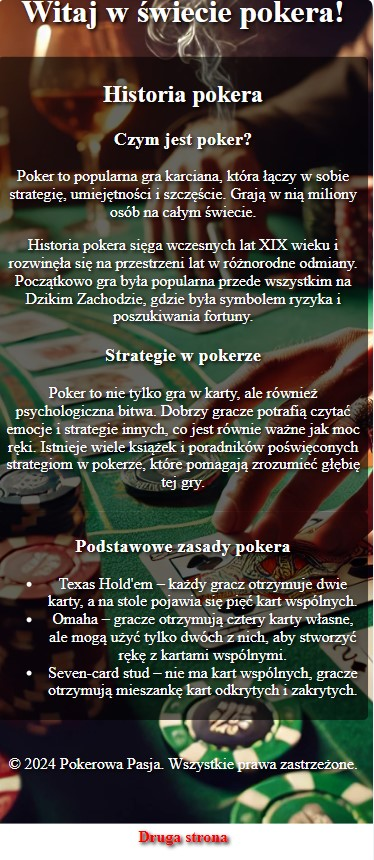 Witaj w świecie pokera!
Historia pokera
Czym jest poker?
Poker to popularna gra karciana, która łączy w sobie
strategię, umiejętności i szczęście. Grają w nią miliony
osób na całym świecie.
Historia pokera sięga wczesnych lat XIX wieku i
rozwinęła się na przestrzeni lat w różnorodne odmiany.
Początkowo gra była popularna przede wszystkim na
Dzikim Zachodzie, gdzie była symbolem ryzyka i
poszukiwania fortuny.
Strategie w pokerze
Poker to nie tylko gra w karty, ale również
psychologiczna bitwa. Dobrzy gracze potrafią czytać
emocje i strategie innych, co jest równie ważne jak moc
ręki. Istnieje wiele książek i poradników poświęconych
strategiom w pokerze, które pomagają zrozumieć głębię
tej gry.
Podstawowe zasady pokera
• Texas Hold'em – każdy gracz otrzymuje dwie
karty, a na stole pojawia się pięć kart wspólnych.
• Omaha – gracze otrzymują cztery karty własne,
ale mogą użyć tylko dwóch z nich, aby stworzyć
rękę z kartami wspólnymi.
• Seven-card stud – nie ma kart wspólnych, gracze
otrzymują mieszankę kart odkrytych i zakrytych.
© 2024 Pokerowa Pasja. Wszystkie prawa zastrzeżone.
Druga strona